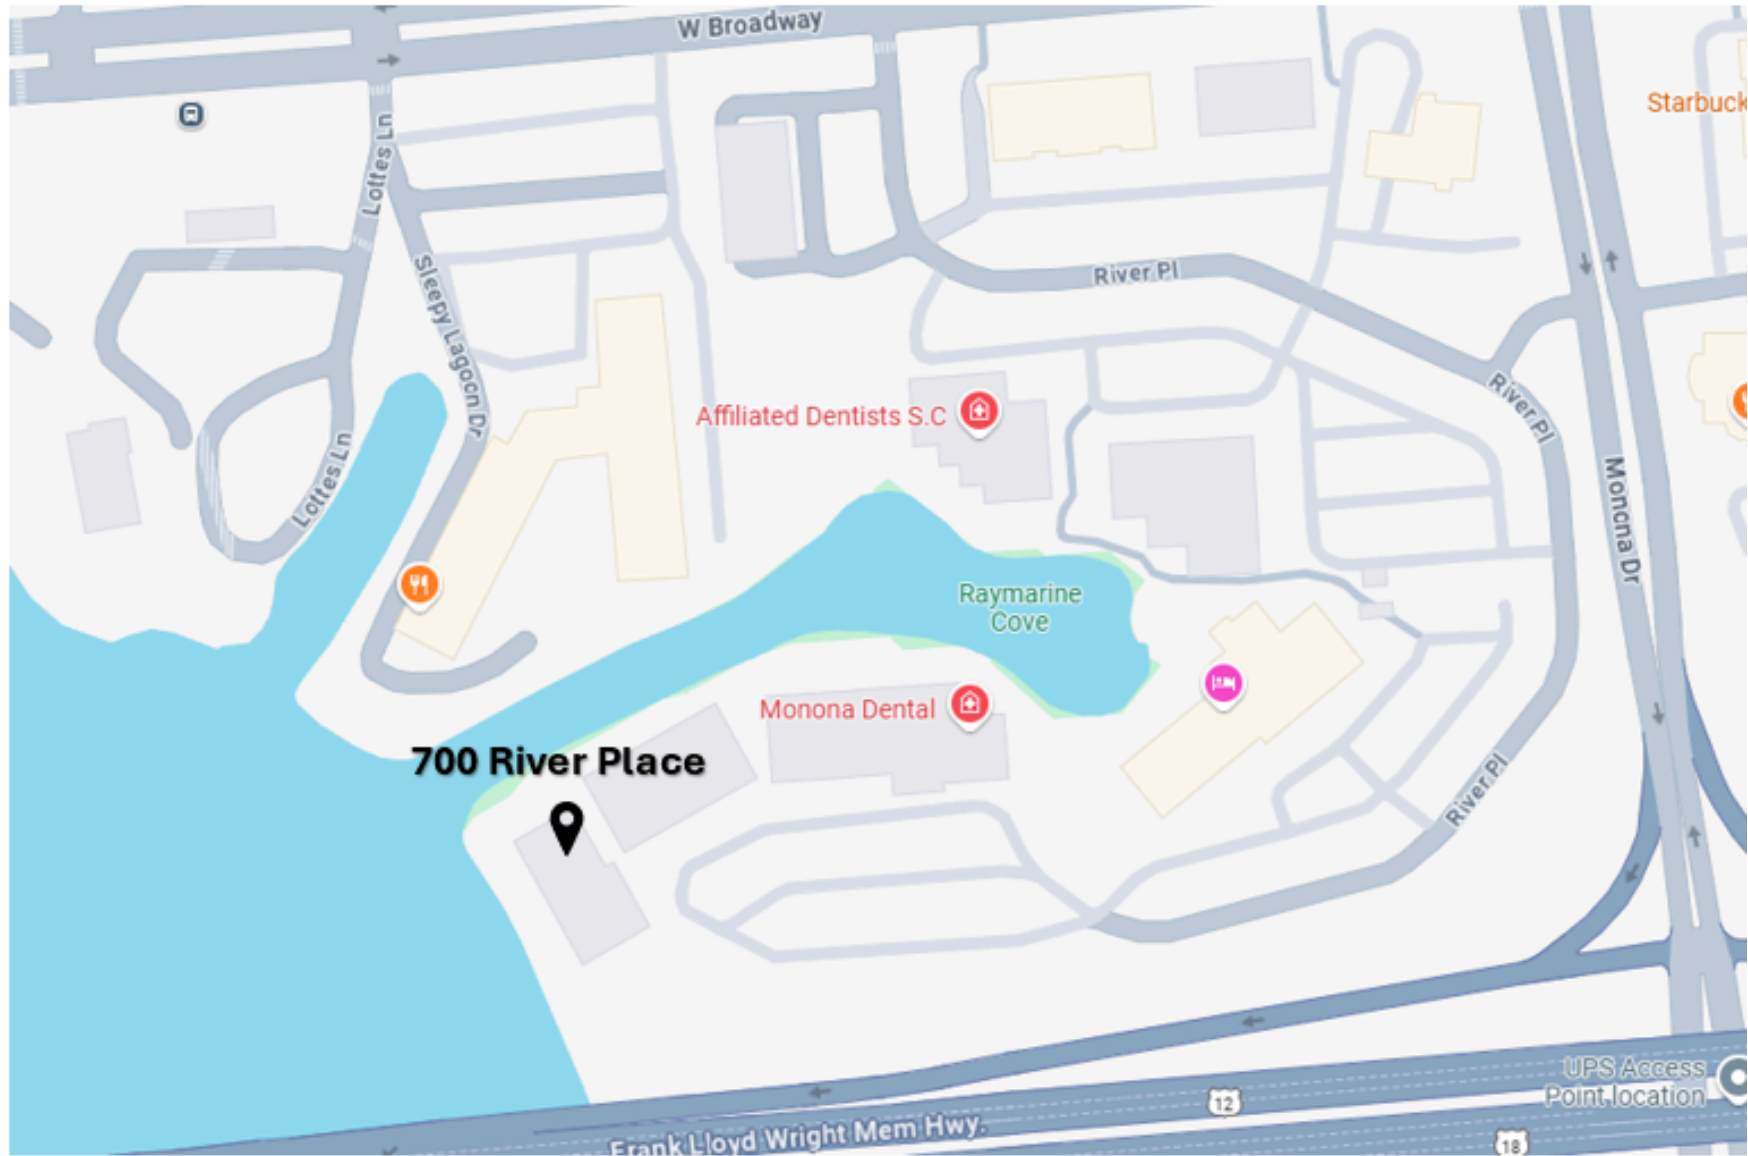 W Broadway
Starbuck
Lottes Ln
Sleepy Lagoon Dr
River Pl
River Pl
Affiliated Dentists S.C
Lottes Ln
Monona Dr
Raymarine
Cove
Monona Dental
700 River Place
River Pl
UPS Access
Point location
12
Frank Lloyd Wright Mem Hwy.
18